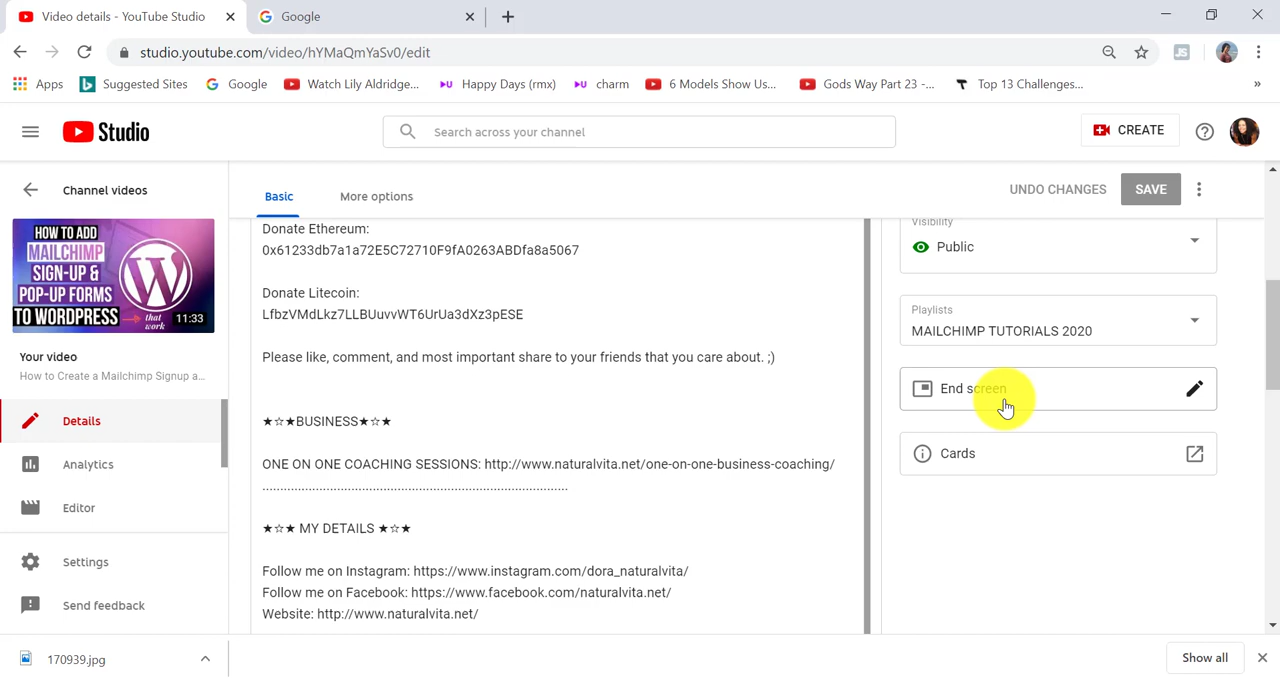 Video details - YouTube Studio
Google
studio.youtube.com/video/hYMaQmYaSv0/edit
JS
Apps
Suggested Sites
Google
Watch Lily Aldridge...
Happy Days (rmx)
charm
6 Models Show Us...
Gods Way Part 23 -...
Top 13 Challenges...
»
Studio
Search across your channel
CREATE
Channel videos
Basic
More options
UNDO CHANGES
SAVE
HOW TO ADD
MAILCHIMP
SIGN-UP &
POP-UP FORMS
TO WORDPRESS
that
work
11:33
Your video
How to Create a Mailchimp Signup a...
Details
Analytics
Editor
Settings
Send feedback
Donate Ethereum:
0x61233db7a1a72E5C72710F9fA0263ABDfa8a5067
Donate Litecoin:
LfbzVMdLkz7LLBUuvvWT6UrUa3dXz3pESE
Please like, comment, and most important share to your friends that you care about. ;)
★☆★BUSINESS★☆★
ONE ON ONE COACHING SESSIONS: http://www.naturalvita.net/one-on-one-business-coaching/
.....................................................................................
★☆★ MY DETAILS ★☆★
Follow me on Instagram: https://www.instagram.com/dora_naturalvita/
Follow me on Facebook: https://www.facebook.com/naturalvita.net/
Website: http://www.naturalvita.net/
Visibility
Public
Playlists
MAILCHIMP TUTORIALS 2020
End screen
Cards
170939.jpg
Show all